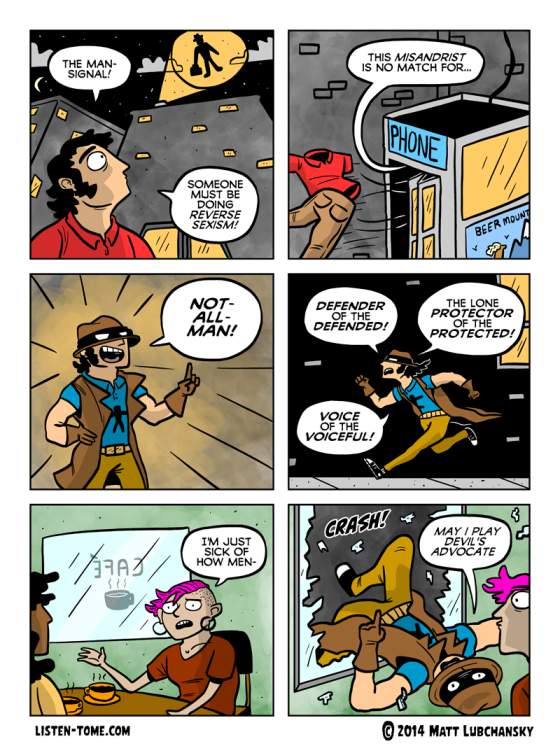 THE MAN-
SIGNAL!
SOMEONE
MUST BE
DOING
REVERSE
SEXISM!
THIS MISANDRIST
IS NO MATCH FOR...
PHONE
BEER MOUNT
NOT-
ALL-
MAN!
DEFENDER
OF THE
DEFENDED!
THE LONE
PROTECTOR
OF THE
PROTECTED!
VOICE
OF THE
VOICEFUL!
I'M JUST
SICK OF
HOW MEN-
CAFE
CRASH!
MAY I PLAY
DEVIL'S
ADVOCATE
LISTEN-TOME.COM
© 2014 MATT LUBCHANSKY